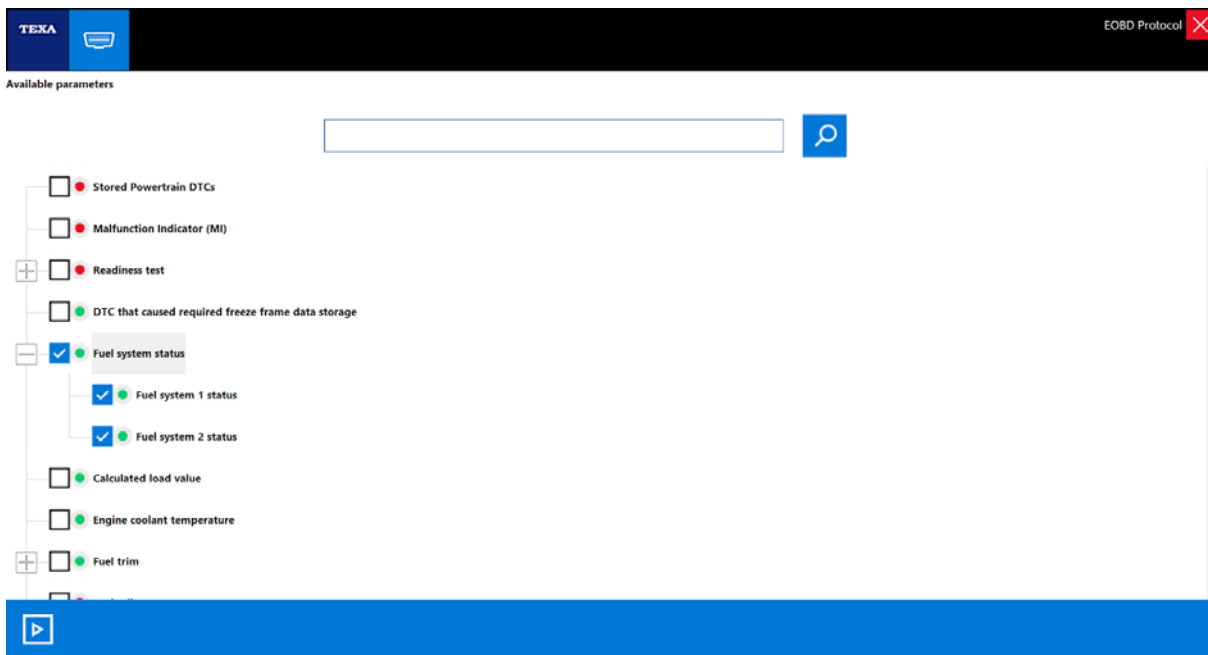 TEXA
EOBD Protocol
Available parameters
Stored Powertrain DTCs
Malfunction Indicator (MI)
Readiness test
DTC that caused required freeze frame data storage
Fuel system status
Fuel system 1 status
Fuel system 2 status
Calculated load value
Engine coolant temperature
Fuel trim